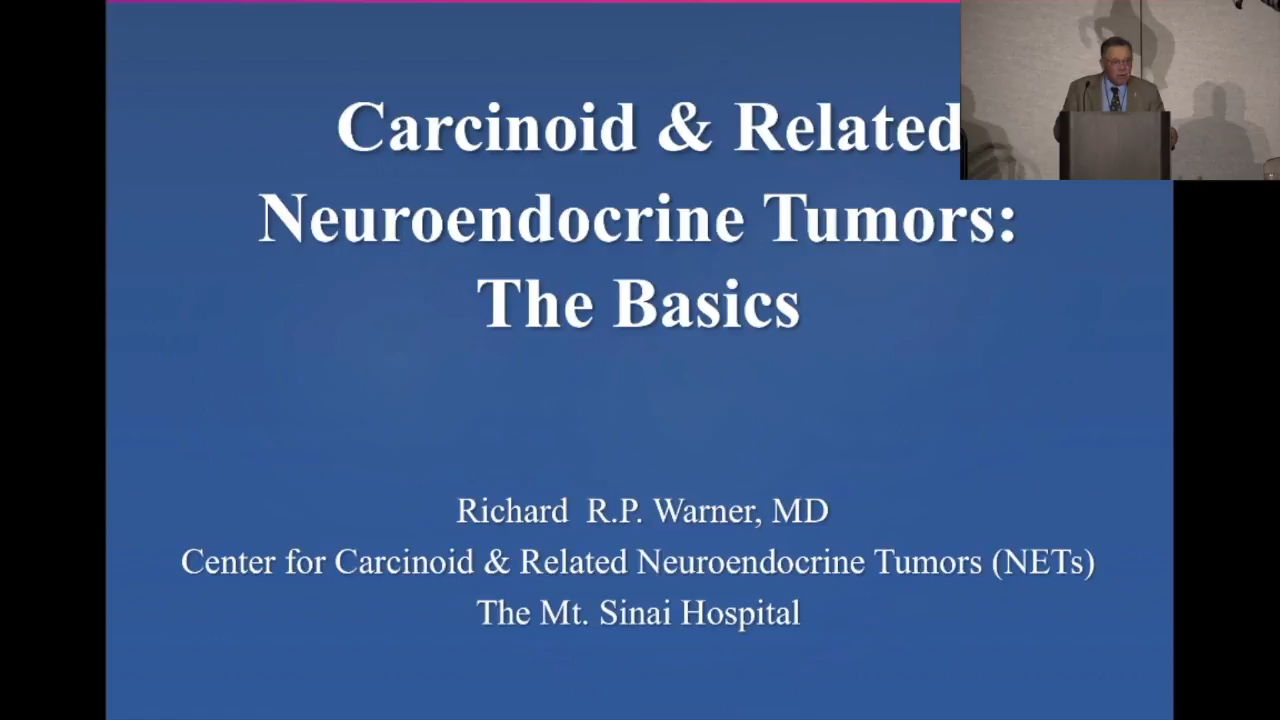 Carcinoid & Related
Neuroendocrine Tumors:
The Basics
Richard R.P. Warner, MD
Center for Carcinoid & Related Neuroendocrine Tumors (NETs)
The Mt. Sinai Hospital